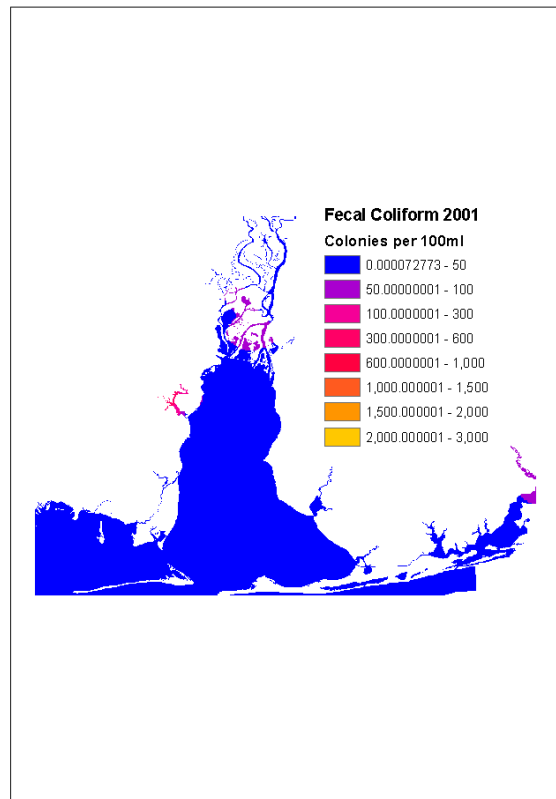 Fecal Coliform 2001
Colonies per 100ml
0.000072773 - 50
50.00000001 - 100
100.0000001 - 300
300.0000001 - 600
600.0000001 - 1,000
1,000.000001 - 1,500
1,500.000001 - 2,000
2,000.000001 - 3,000